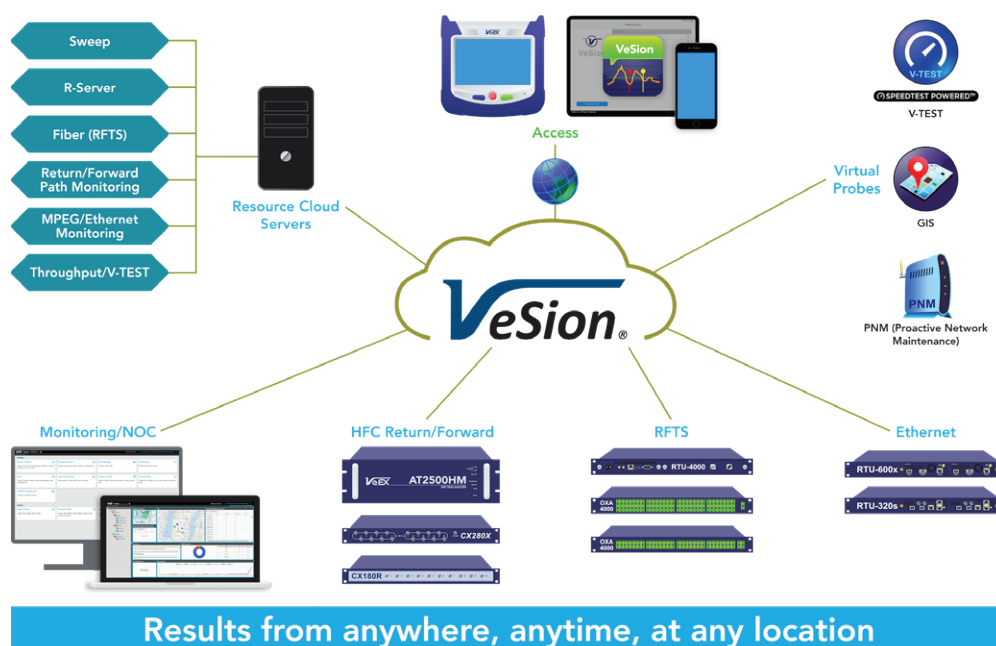 Sweep
R-Server
Fiber (RFTS)
Return/Forward
Path Monitoring
MPEG/Ethernet
Monitoring
Throughput/V-TEST
Resource Cloud
Servers
VeEX
VeSion
VeSion
Access
V-TEST
SPEEDTEST POWERED™
V-TEST
Virtual
Probes
GIS
PNM
PNM (Proactive Network
Maintenance)
VeSion®
Monitoring/NOC
HFC Return/Forward
VeEX
AT2500HM
CX280X
CX180R
RFTS
RTU-4000
OXA
4000
OXA
4000
Ethernet
RTU-600x
RTU-320s
Results from anywhere, anytime, at any location